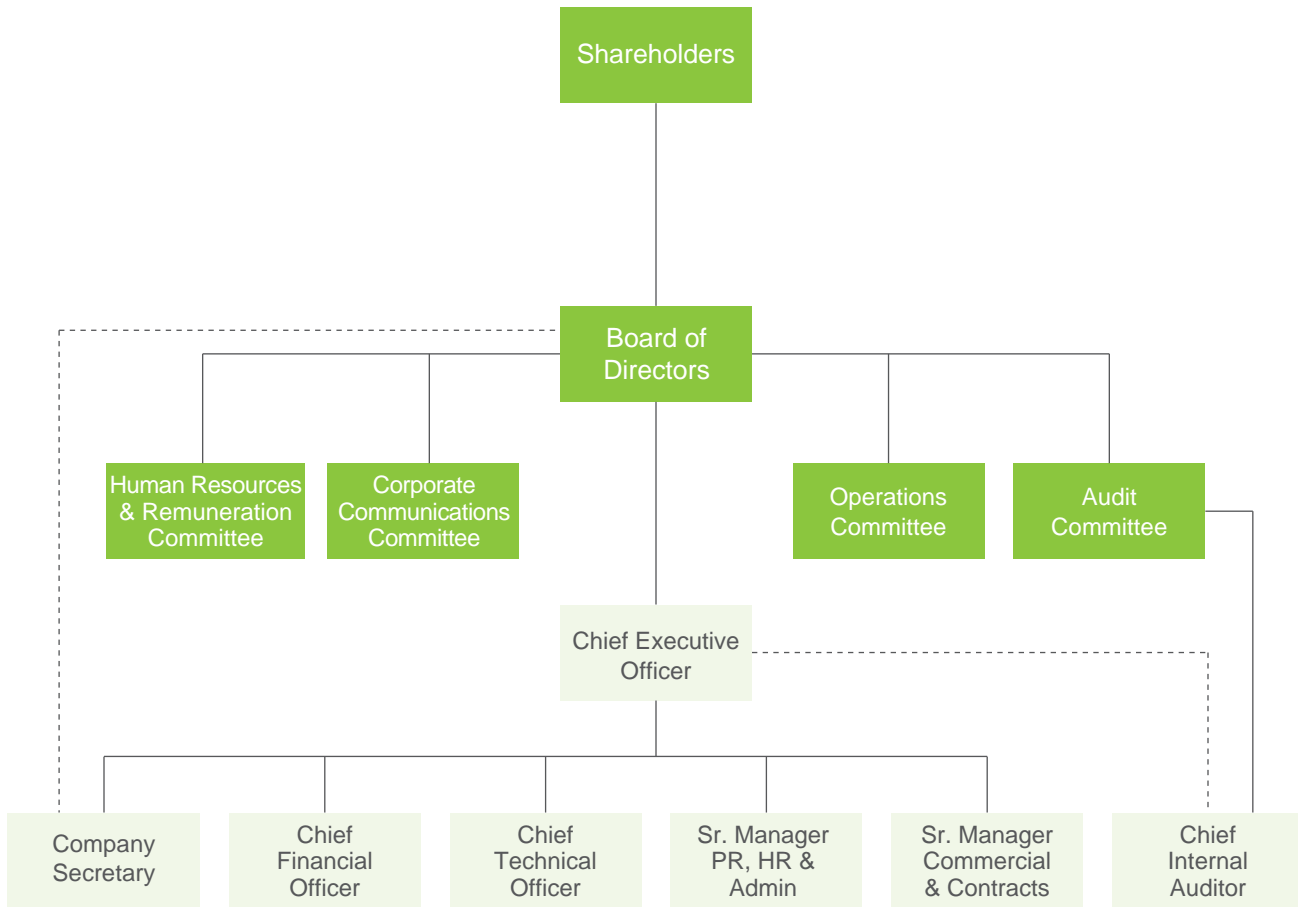 Shareholders
Board of
Directors
Human Resources
& Remuneration
Committee
Corporate
Communications
Committee
Operations
Committee
Audit
Committee
Chief Executive
Officer
Company
Secretary
Chief
Financial
Officer
Chief
Technical
Officer
Sr. Manager
PR, HR &
Admin
Sr. Manager
Commercial
& Contracts
Chief
Internal
Auditor